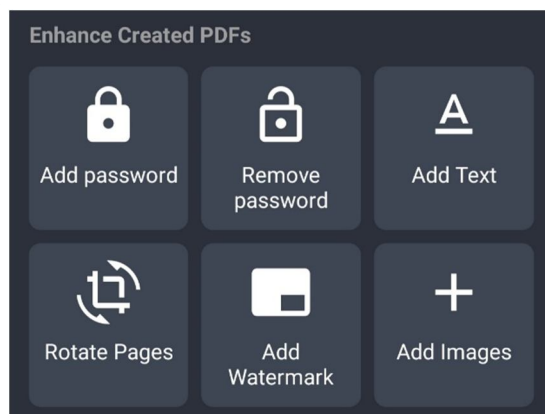 Enhance Created PDFs
Add password
Remove
password
Add Text
Rotate Pages
Add
Watermark
Add Images